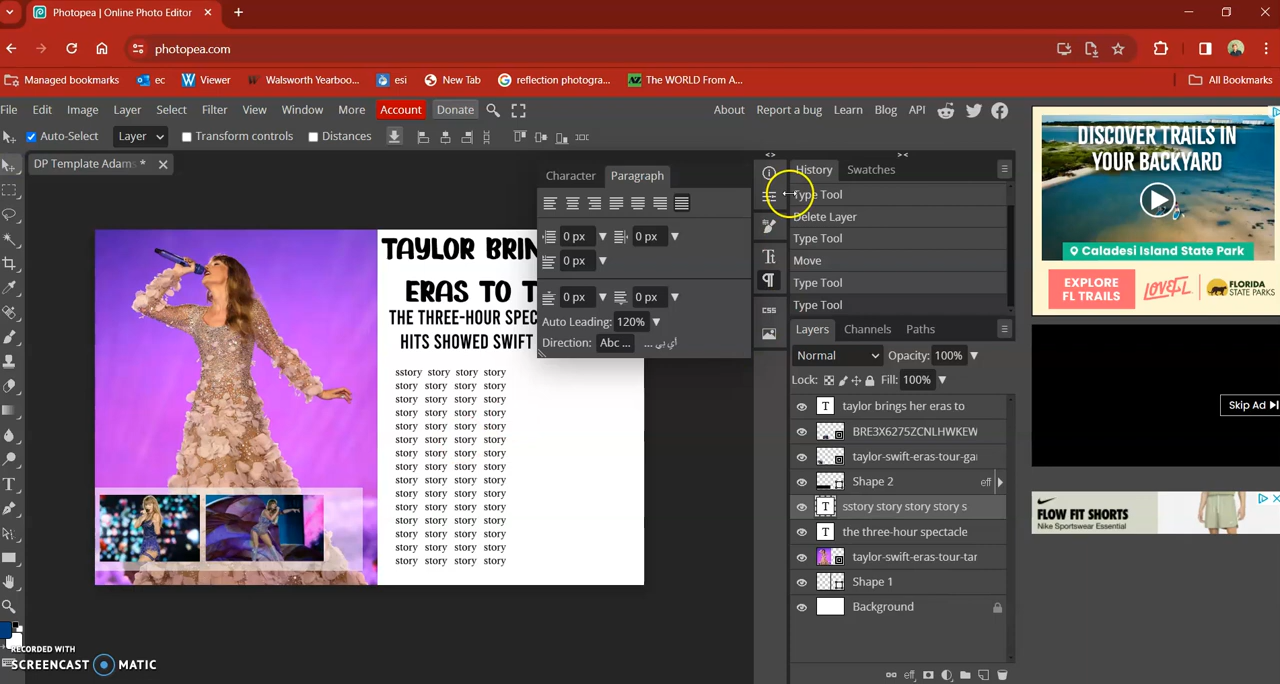 Photopea | Online Photo Editor
photopea.com
Managed bookmarks ec Viewer Walsworth Yearboo... esi New Tab reflection photogra... The WORLD From A... All Bookmarks
File Edit Image Layer Select Filter View Window More Account Donate About Report a bug Learn Blog API
Auto-Select Layer Transform controls Distances
DP Template Adams *
Character Paragraph
0 px 0 px
0 px
0 px 0 px
Auto Leading: 120%
Direction: Abc ... ... اي بي
TAYLOR BRIN
ERAS TO T
THE THREE-HOUR SPEC
HITS SHOWED SWIFT
sstory story story story
story story story story
story story story story
story story story story
story story story story
story story story story
story story story story
story story story story
story story story story
story story story story
story story story story
story story story story
story story story story
story story story story
story story story story
History Swatches
Type Tool
Delete Layer
Type Tool
Move
Type Tool
Type Tool
css
Layers Channels Paths
Normal Opacity: 100%
Lock: Fill: 100%
taylor brings her eras to
BRE3X6275ZCNLHWKEW
taylor-swift-eras-tour-gai
Shape 2 eff
sstory story story story s
the three-hour spectacle
taylor-swift-eras-tour-tar
Shape 1
Background
eff
DISCOVER TRAILS IN
YOUR BACKYARD
Caladesi Island State Park
EXPLORE
FL TRAILS
LOVE FL
FLORIDA
STATE PARKS
Skip Ad
FLOW FIT SHORTS
Nike Sportswear Essential
RECORDED WITH
SCREENCAST MATIC